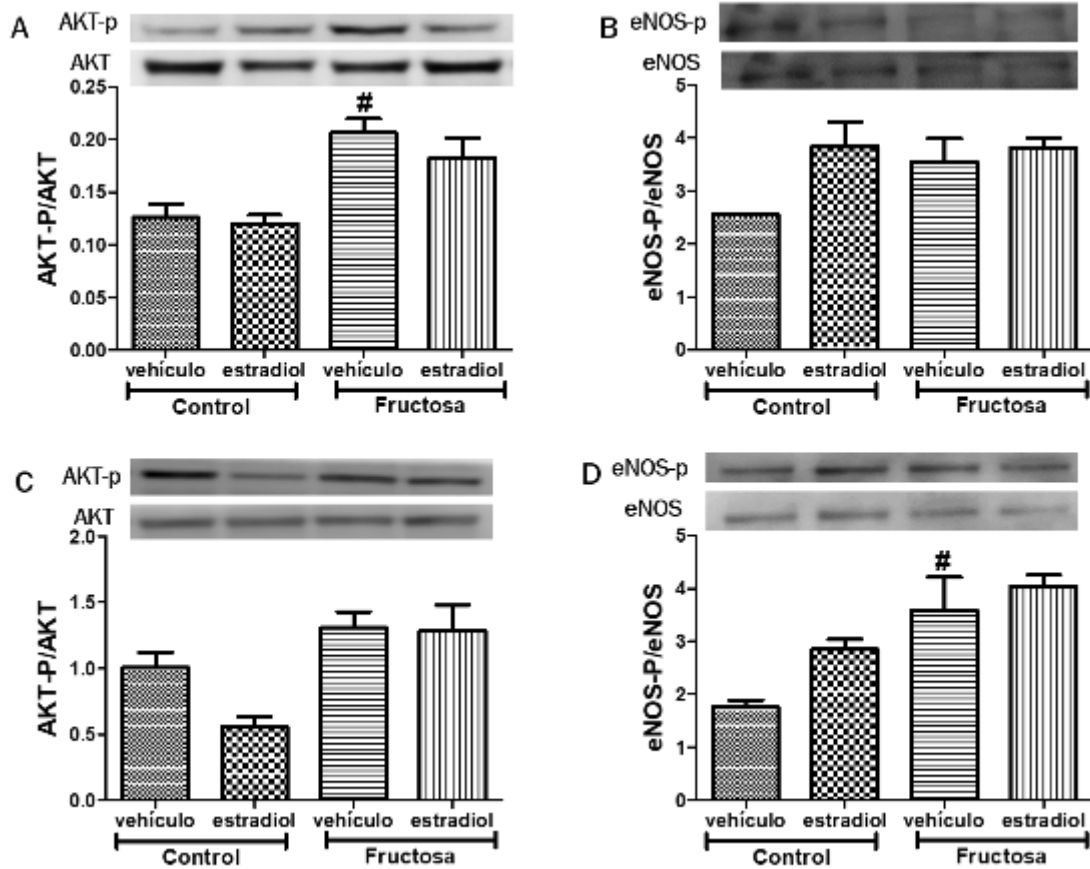 A
AKT-p
AKT
0.25
0.20
0.15
0.10
0.05
0.00
AKT-P/AKT
#
vehículo estradiol vehículo estradiol
Control Fructosa
B
eNOS-p
eNOS
5
4
3
2
1
0
eNOS-P/eNOS
vehículo estradiol vehículo estradiol
Control Fructosa
C
AKT-p
AKT
2.0
1.5
1.0
0.5
0.0
AKT-P/AKT
vehículo estradiol vehículo estradiol
Control Fructosa
D
eNOS-p
eNOS
5
4
3
2
1
0
eNOS-P/eNOS
#
vehículo estradiol vehículo estradiol
Control Fructosa